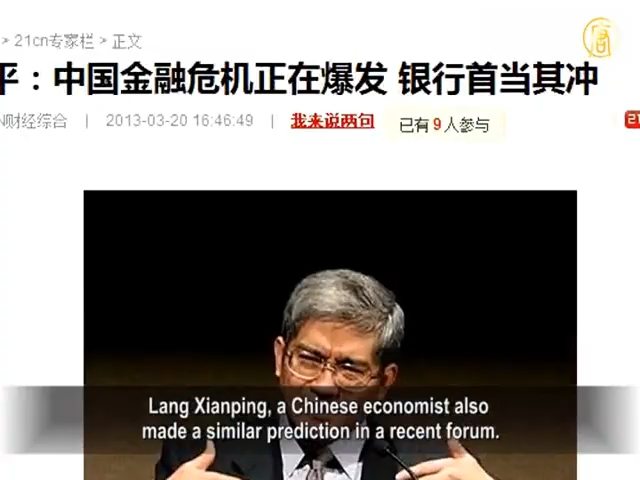 > 21cn专家栏 > 正文
平：中国金融危机正在爆发 银行首当其冲
N财经综合 | 2013-03-20 16:46:49 | 我来说两句 已有 9 人参与
21
Lang Xianping, a Chinese economist also
made a similar prediction in a recent forum.